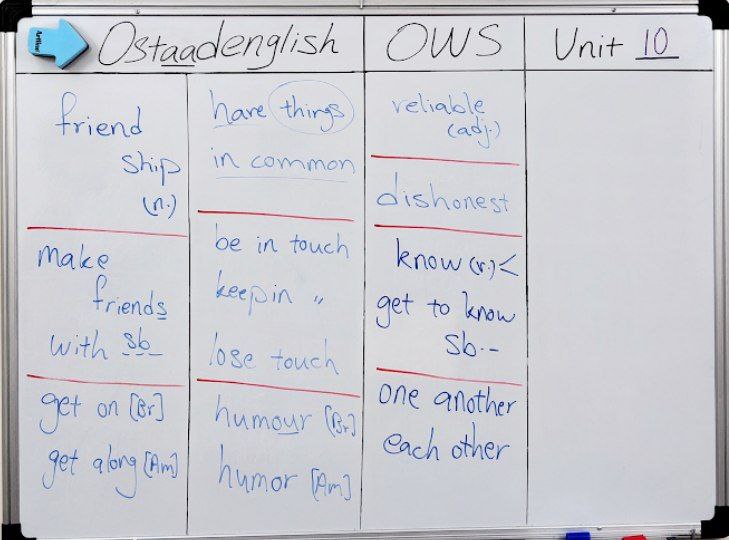 Arthur
Ostaadenglish
OWS
Unit 10
friend
ship
(n.)
make
friends
with sb
get on [Br]
get along [Am]
have things
in common
be in touch
keep in "
lose touch
humour [Br]
humor [Am]
reliable
(adj.)
dishonest
know (v.) <
get to know
sb.-
one another
each other